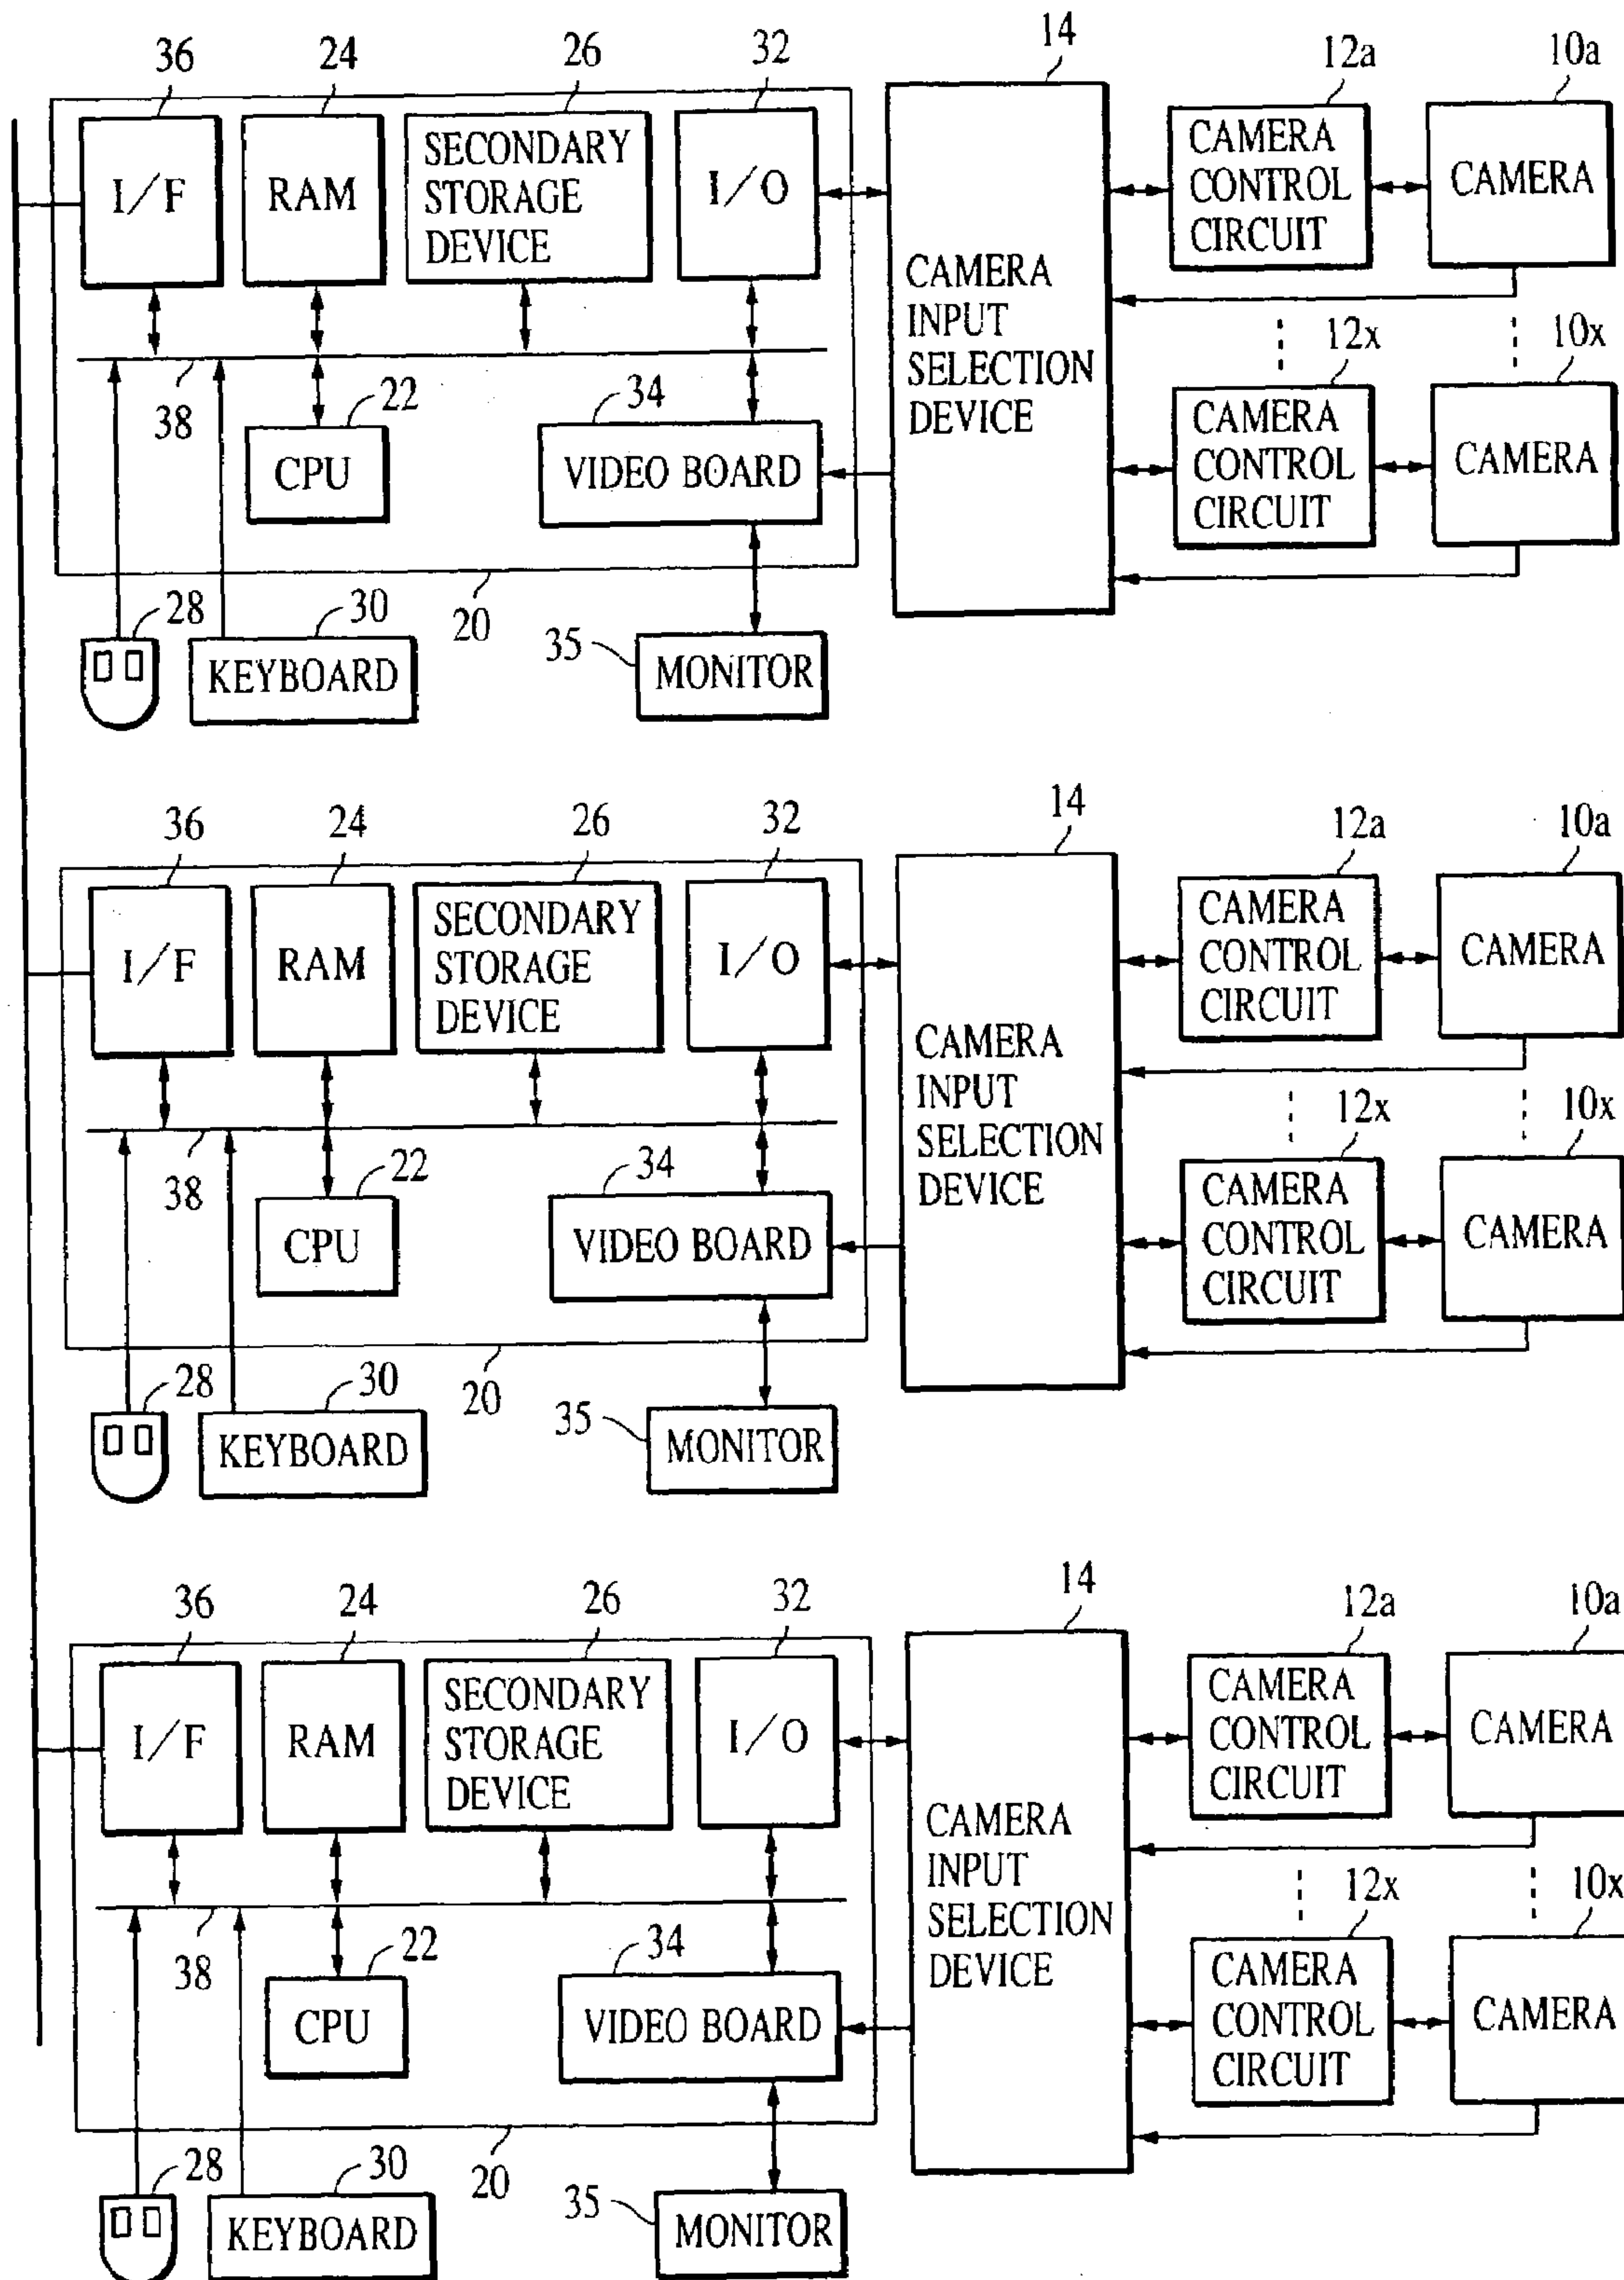 36 24 26 32 14 12a 10a
I/F RAM SECONDARY STORAGE DEVICE I/O
CAMERA INPUT SELECTION DEVICE
CAMERA CONTROL CIRCUIT CAMERA
12x 10x
38 22 34
CPU VIDEO BOARD
CAMERA CONTROL CIRCUIT CAMERA
28 30 20 35
KEYBOARD MONITOR
36 24 26 32 14 12a 10a
I/F RAM SECONDARY STORAGE DEVICE I/O
CAMERA INPUT SELECTION DEVICE
CAMERA CONTROL CIRCUIT CAMERA
12x 10x
38 22 34
CPU VIDEO BOARD
CAMERA CONTROL CIRCUIT CAMERA
28 30 20 35
KEYBOARD MONITOR
36 24 26 32 14 12a 10a
I/F RAM SECONDARY STORAGE DEVICE I/O
CAMERA INPUT SELECTION DEVICE
CAMERA CONTROL CIRCUIT CAMERA
12x 10x
38 22 34
CPU VIDEO BOARD
CAMERA CONTROL CIRCUIT CAMERA
28 30 20 35
KEYBOARD MONITOR